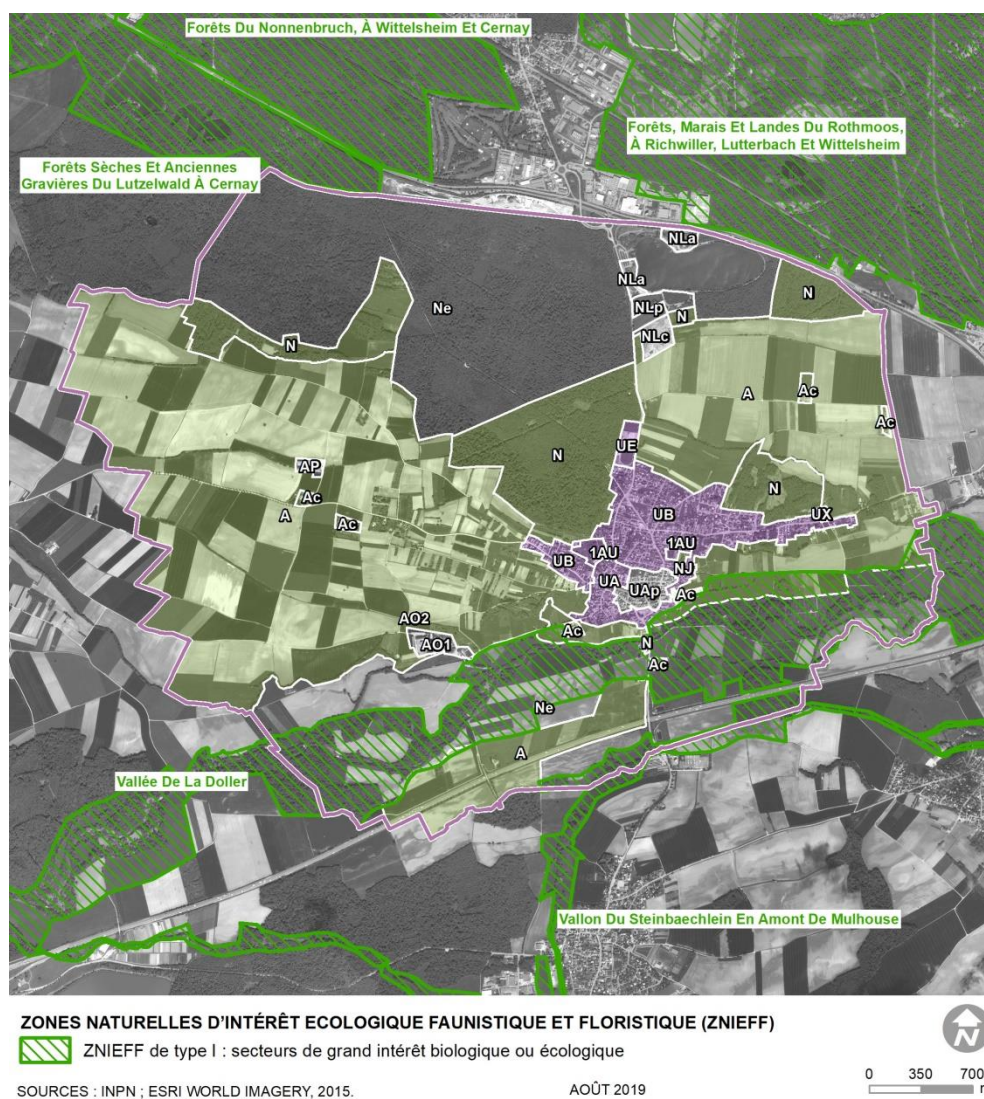 Forêts Du Nonnenbruch, À Wittelsheim Et Cernay
Forêts, Marais Et Landes Du Rothmoos,
À Richwiller, Lutterbach Et Wittelsheim
Forêts Sèches Et Anciennes
Gravières Du Lutzelwald À Cernay
NLa
NLa
N
Ne
NLp
N
NLc
N
A
Ac
Ac
UE
N
AP
N
Ac
A
Ac
UB
UX
1AU
1AU
UB
NJ
UA
UAp
Ac
AO2
Ac
AO1
N
Ac
Ne
A
Vallée De La Doller
Vallon Du Steinbaechlein En Amont De Mulhouse
ZONES NATURELLES D'INTÉRÊT ECOLOGIQUE FAUNISTIQUE ET FLORISTIQUE (ZNIEFF)
ZNIEFF de type I : secteurs de grand intérêt biologique ou écologique
N
SOURCES : INPN ; ESRI WORLD IMAGERY, 2015.
AOÛT 2019
0 350 700